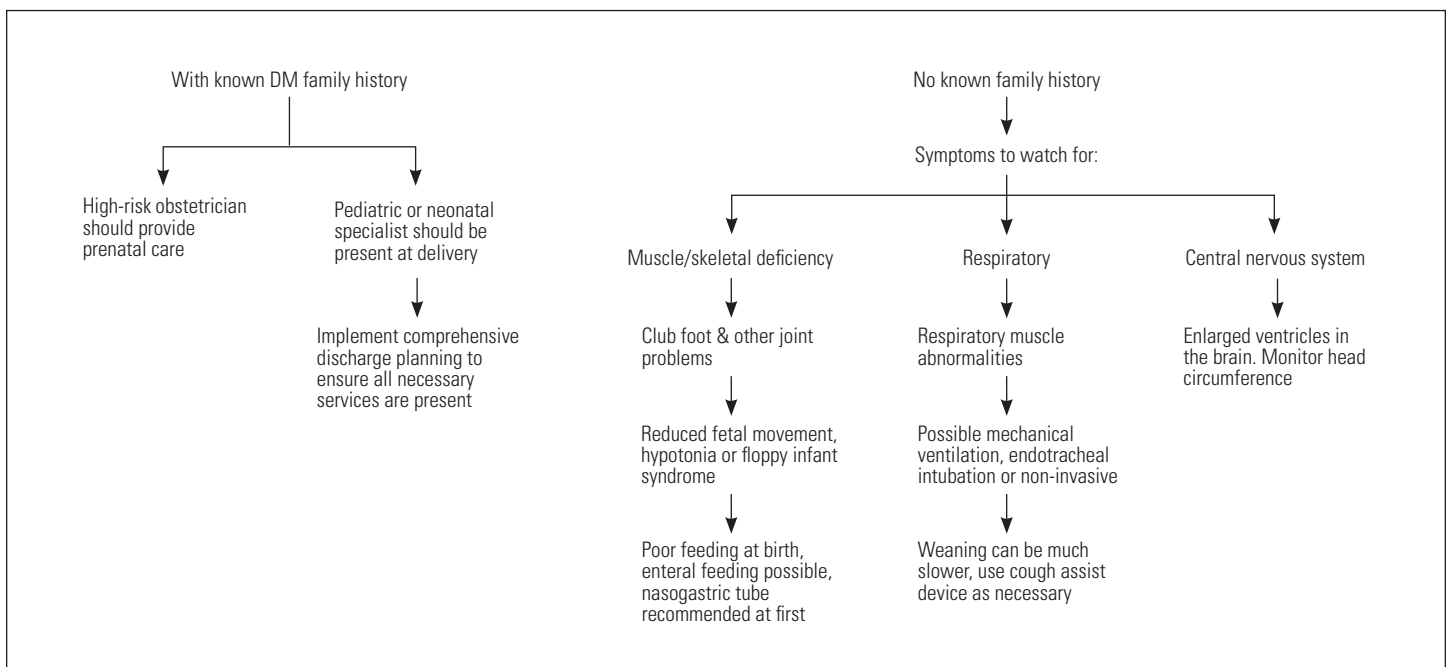 With known DM family history
High-risk obstetrician
should provide
prenatal care
Pediatric or neonatal
specialist should be
present at delivery
Implement comprehensive
discharge planning to
ensure all necessary
services are present
No known family history
Symptoms to watch for:
Muscle/skeletal deficiency
Club foot & other joint
problems
Reduced fetal movement,
hypotonia or floppy infant
syndrome
Poor feeding at birth,
enteral feeding possible,
nasogastric tube
recommended at first
Respiratory
Respiratory muscle
abnormalities
Possible mechanical
ventilation, endotracheal
intubation or non-invasive
Weaning can be much
slower, use cough assist
device as necessary
Central nervous system
Enlarged ventricles in
the brain. Monitor head
circumference